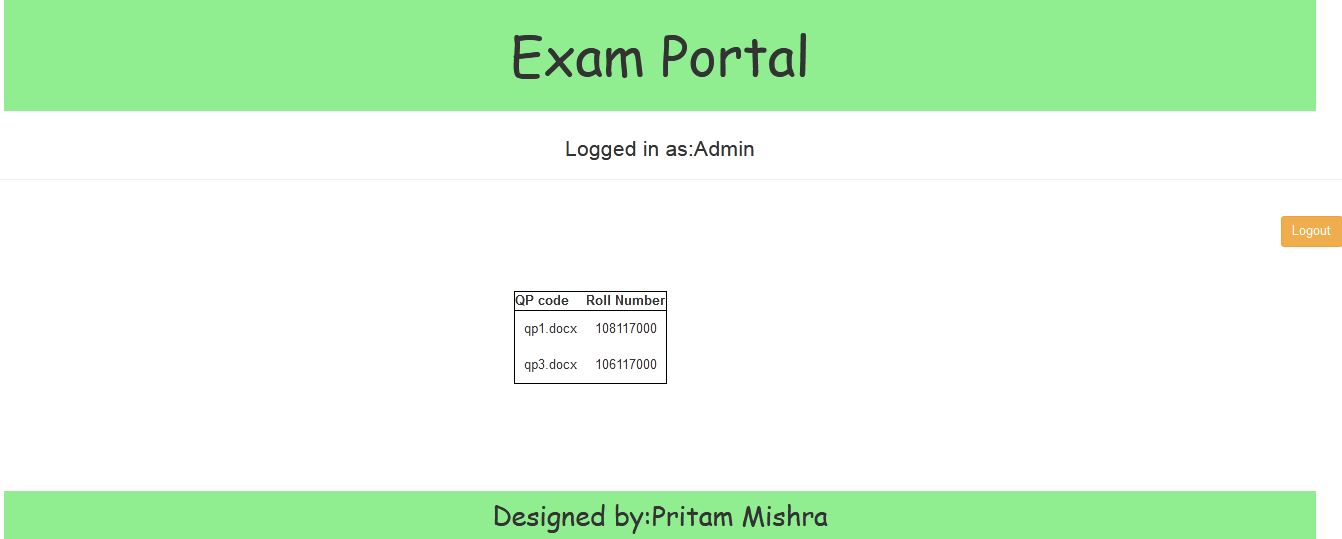 Exam Portal
Logged in as:Admin
Logout
QP code Roll Number
qp1.docx 108117000
qp3.docx 106117000
Designed by:Pritam Mishra